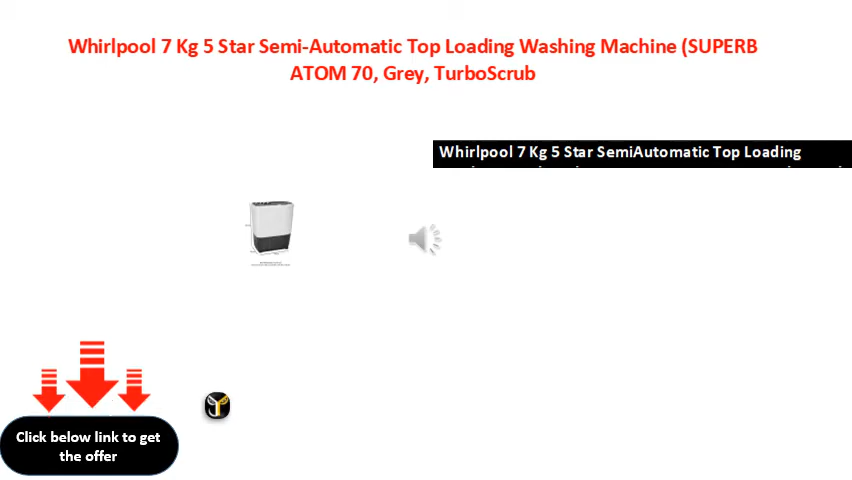 Whirlpool 7 Kg 5 Star Semi-Automatic Top Loading Washing Machine (SUPERB
ATOM 70, Grey, TurboScrub
Whirlpool 7 Kg 5 Star SemiAutomatic Top Loading
Click below link to get
the offer